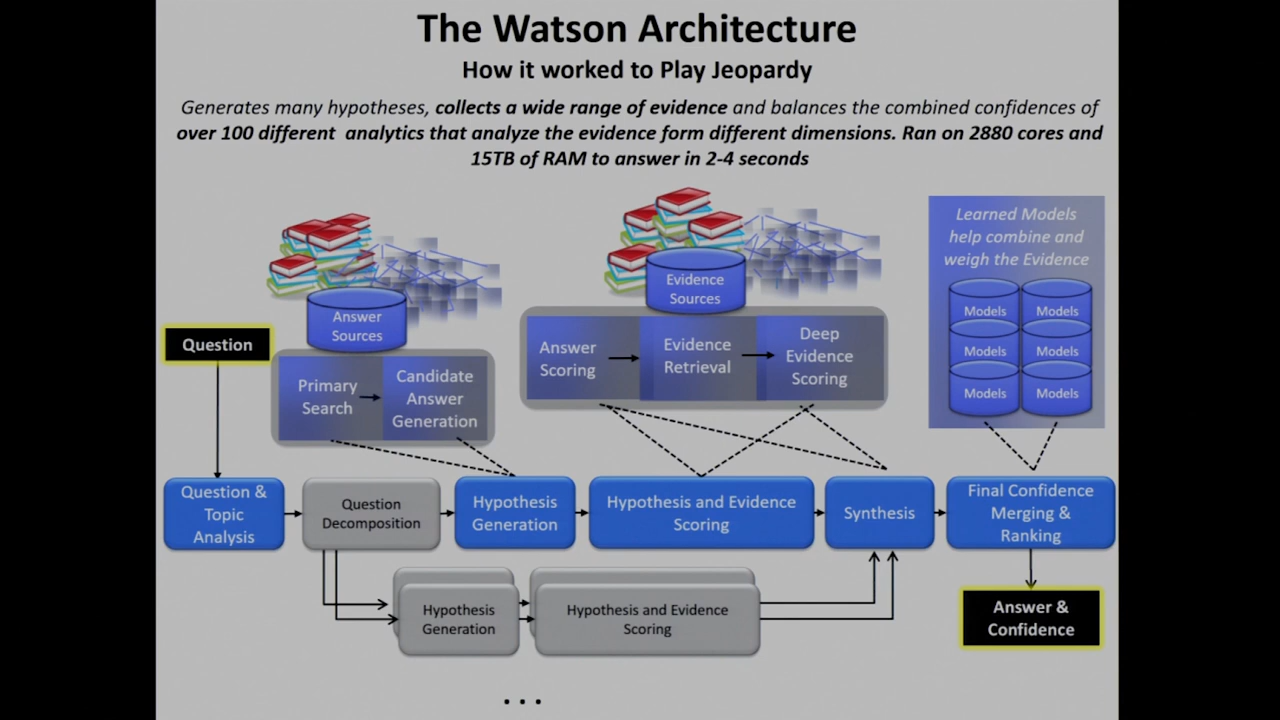 The Watson Architecture
How it worked to Play Jeopardy
Generates many hypotheses, collects a wide range of evidence and balances the combined confidences of
over 100 different analytics that analyze the evidence form different dimensions. Ran on 2880 cores and
15TB of RAM to answer in 2-4 seconds
Answer
Sources
Evidence
Sources
Learned Models
help combine and
weigh the Evidence
Models
Models
Models
Models
Models
Models
Question
Primary
Search
Candidate
Answer
Generation
Answer
Scoring
Evidence
Retrieval
Deep
Evidence
Scoring
Question &
Topic
Analysis
Question
Decomposition
Hypothesis
Generation
Hypothesis and Evidence
Scoring
Synthesis
Final Confidence
Merging &
Ranking
Hypothesis
Generation
Hypothesis and Evidence
Scoring
Answer &
Confidence
...